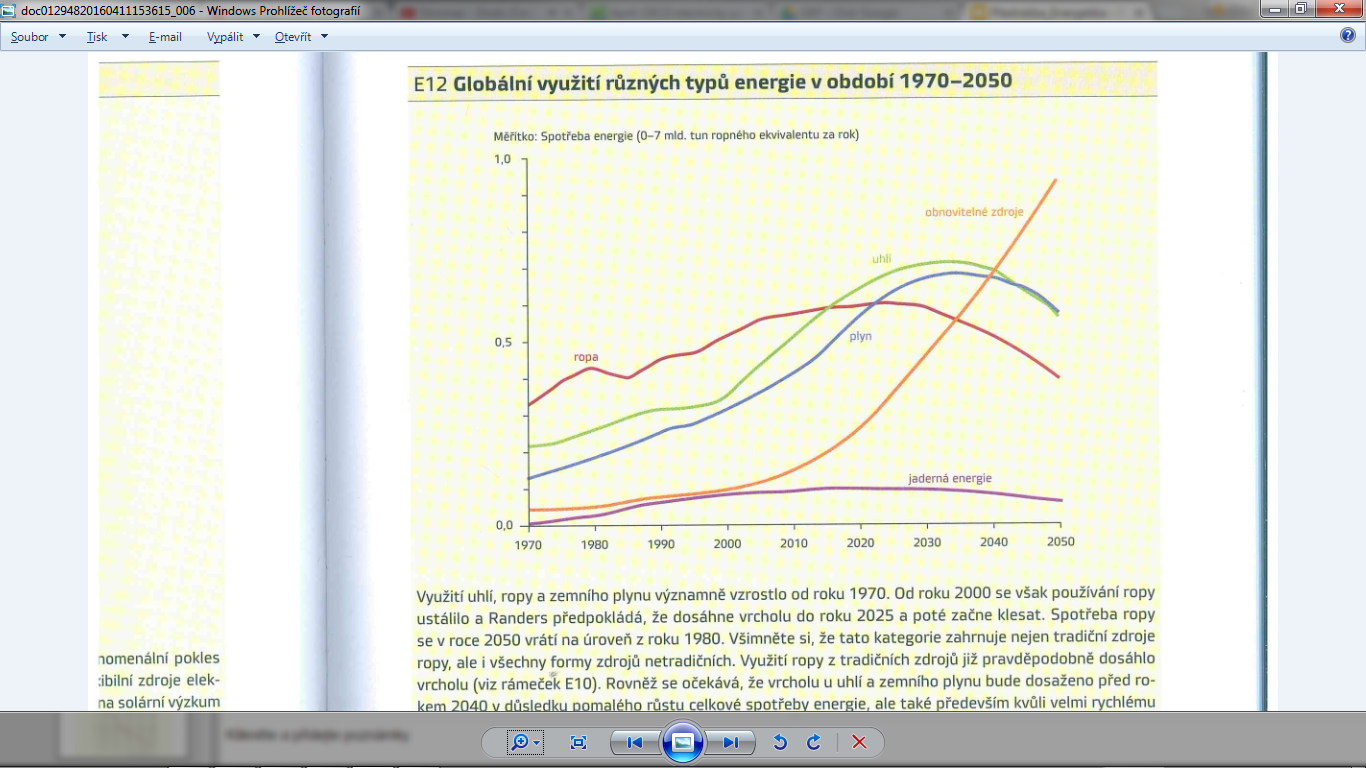 doc01294820160411153615_006 - Windows Prohlížeč fotografií
Soubor Tisk E-mail Vypálit Otevřít
E12 Globální využití různých typů energie v období 1970–2050
Měřítko: Spotřeba energie (0–7 mld. tun ropného ekvivalentu za rok)
1,0
obnovitelné zdroje
uhlí
plyn
0,5
ropa
jaderná energie
0,0
1970 1980 1990 2000 2010 2020 2030 2040 2050
Využití uhlí, ropy a zemního plynu významně vzrostlo od roku 1970. Od roku 2000 se však používání ropy
ustálilo a Randers předpokládá, že dosáhne vrcholu do roku 2025 a poté začne klesat. Spotřeba ropy
se v roce 2050 vrátí na úroveň z roku 1980. Všimněte si, že tato kategorie zahrnuje nejen tradiční zdroje
ropy, ale i všechny formy zdrojů netradičních. Využití ropy z tradičních zdrojů již pravděpodobně dosáhlo
vrcholu (viz rámeček E10). Rovněž se očekává, že vrcholu u uhlí a zemního plynu bude dosaženo před ro-
kem 2040 v důsledku pomalého růstu celkové spotřeby energie, ale také především kvůli velmi rychlému
nomenální pokles
cibilní zdroje elek-
na solární výzkum
Klikněte a přidejte poznámky